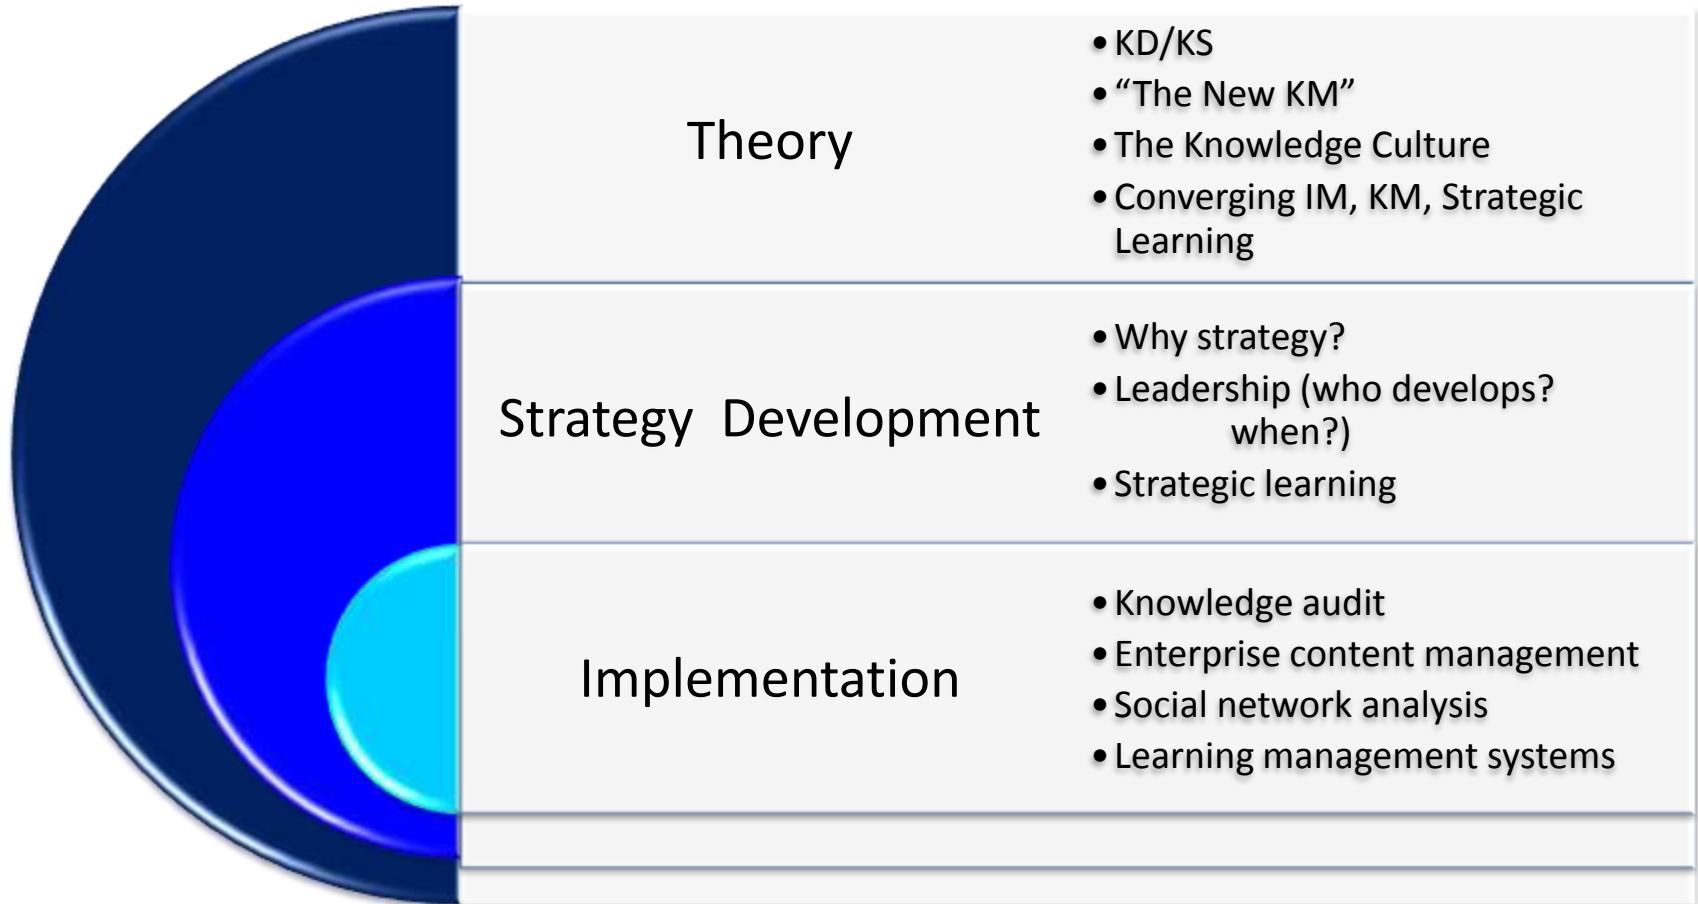 Theory
• KD/KS
• “The New KM”
• The Knowledge Culture
• Converging IM, KM, Strategic
Learning
Strategy Development
• Why strategy?
• Leadership (who develops?
when?)
• Strategic learning
Implementation
• Knowledge audit
• Enterprise content management
• Social network analysis
• Learning management systems